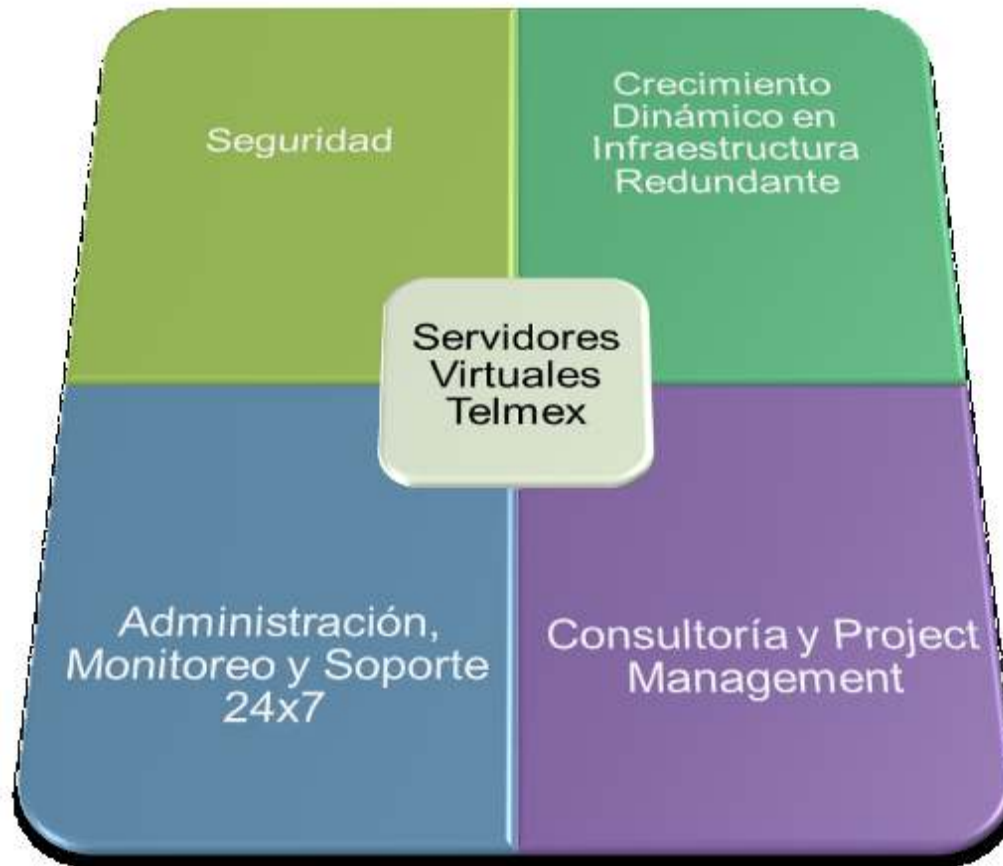 Seguridad
Crecimiento
Dinámico en
Infraestructura
Redundante
Servidores
Virtuales
Telmex
Administración,
Monitoreo y Soporte
24x7
Consultoría y Project
Management